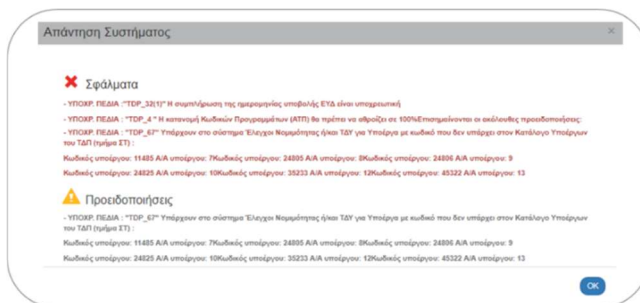 Απάντηση Συστήματος
×
Σφάλματα
- ΥΠΟΧΡ. ΠΕΔΙΑ :"TDP_32(1)" Η συμπλήρωση της ημερομηνίας υποβολής ΕΥΔ είναι υποχρεωτική
- ΥΠΟΧΡ. ΠΕΔΙΑ : "TDP_4 " Η κατανομή Κωδικών Προγραμμάτων (ΑΤΠ) θα πρέπει να αθροίζει σε 100%Επισημαίνονται οι ακόλουθες προειδοποιήσεις:
- ΥΠΟΧΡ. ΠΕΔΙΑ : "TDP_67" Υπάρχουν στο σύστημα Έλεγχοι Νομιμότητας ή/και ΤΔΥ για Υποέργα με κωδικό που δεν υπάρχει στον Κατάλογο Υποέργων
του ΤΔΠ (τμήμα ΣΤ) :
Κωδικός υποέργου: 11485 Α/Α υποέργου: 7Κωδικός υποέργου: 24805 Α/Α υποέργου: 8Κωδικός υποέργου: 24806 Α/Α υποέργου: 9
Κωδικός υποέργου: 24825 Α/Α υποέργου: 10Κωδικός υποέργου: 35233 Α/Α υποέργου: 12Κωδικός υποέργου: 45322 Α/Α υποέργου: 13
Προειδοποιήσεις
- ΥΠΟΧΡ. ΠΕΔΙΑ : "TDP_67" Υπάρχουν στο σύστημα Έλεγχοι Νομιμότητας ή/και ΤΔΥ για Υποέργα με κωδικό που δεν υπάρχει στον Κατάλογο Υποέργων
του ΤΔΠ (τμήμα ΣΤ) :
Κωδικός υποέργου: 11485 Α/Α υποέργου: 7Κωδικός υποέργου: 24805 Α/Α υποέργου: 8Κωδικός υποέργου: 24806 Α/Α υποέργου: 9
Κωδικός υποέργου: 24825 Α/Α υποέργου: 10Κωδικός υποέργου: 35233 Α/Α υποέργου: 12Κωδικός υποέργου: 45322 Α/Α υποέργου: 13
OK